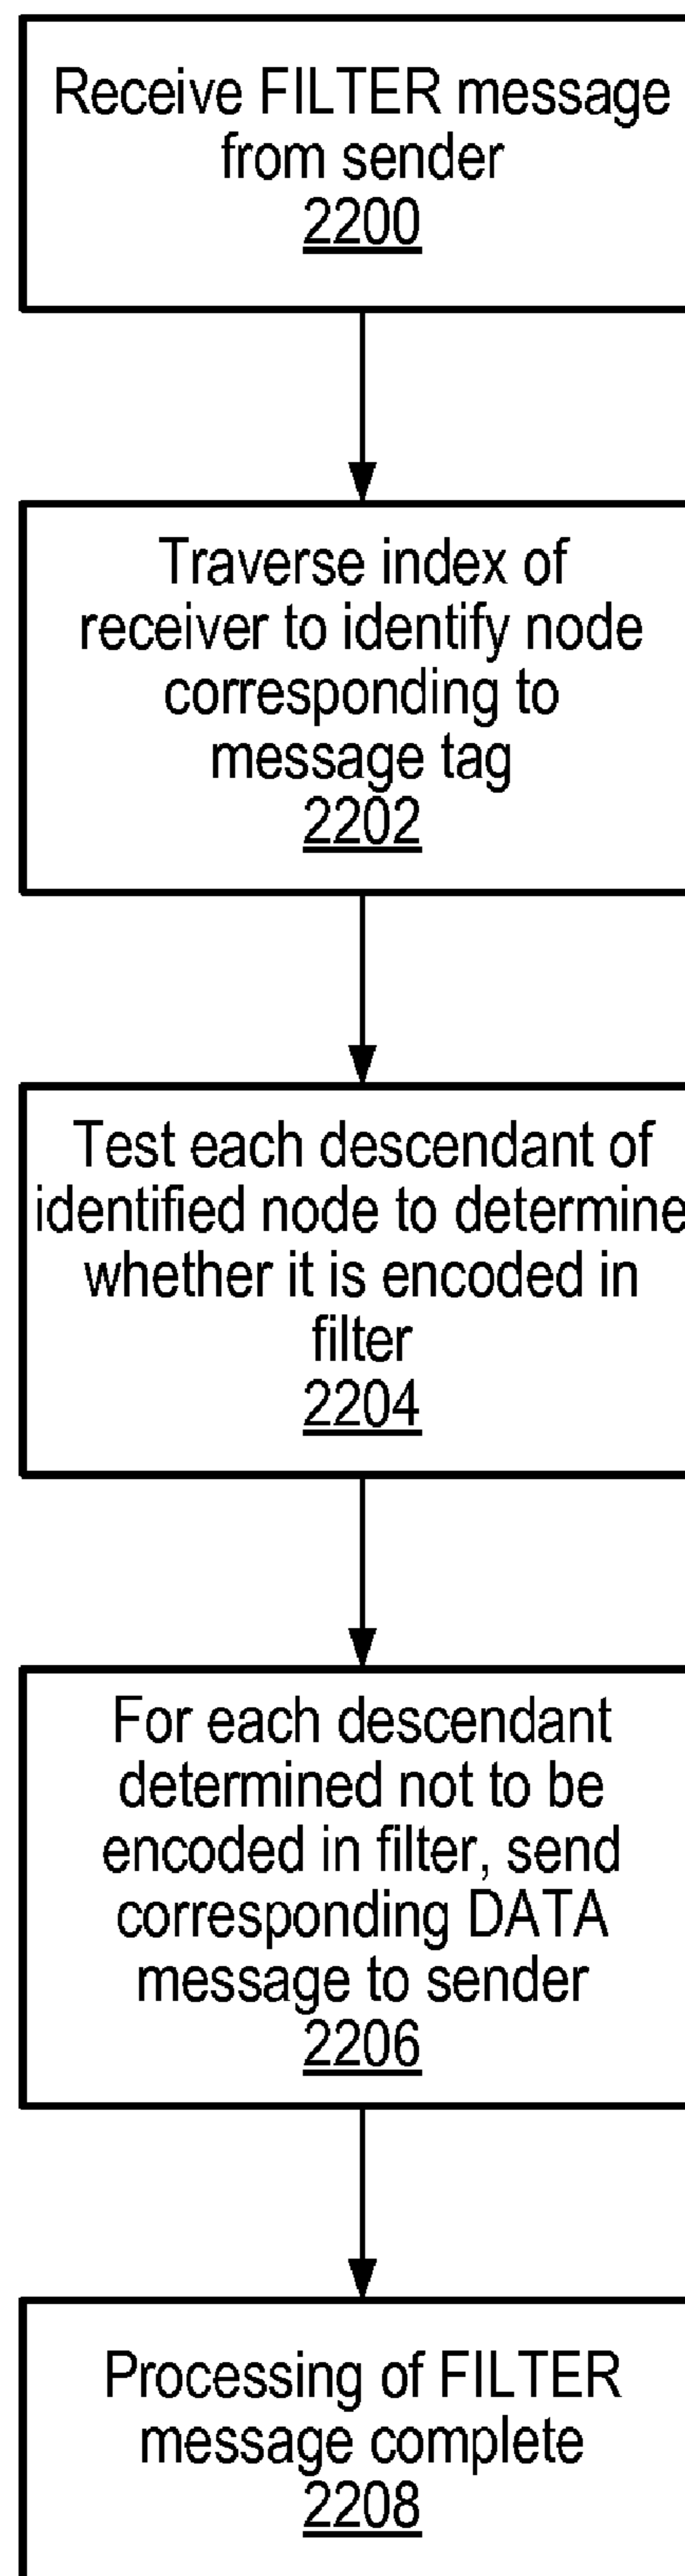 Receive FILTER message
from sender
2200
Traverse index of
receiver to identify node
corresponding to
message tag
2202
Test each descendant of
identified node to determine
whether it is encoded in
filter
2204
For each descendant
determined not to be
encoded in filter, send
corresponding DATA
message to sender
2206
Processing of FILTER
message complete
2208